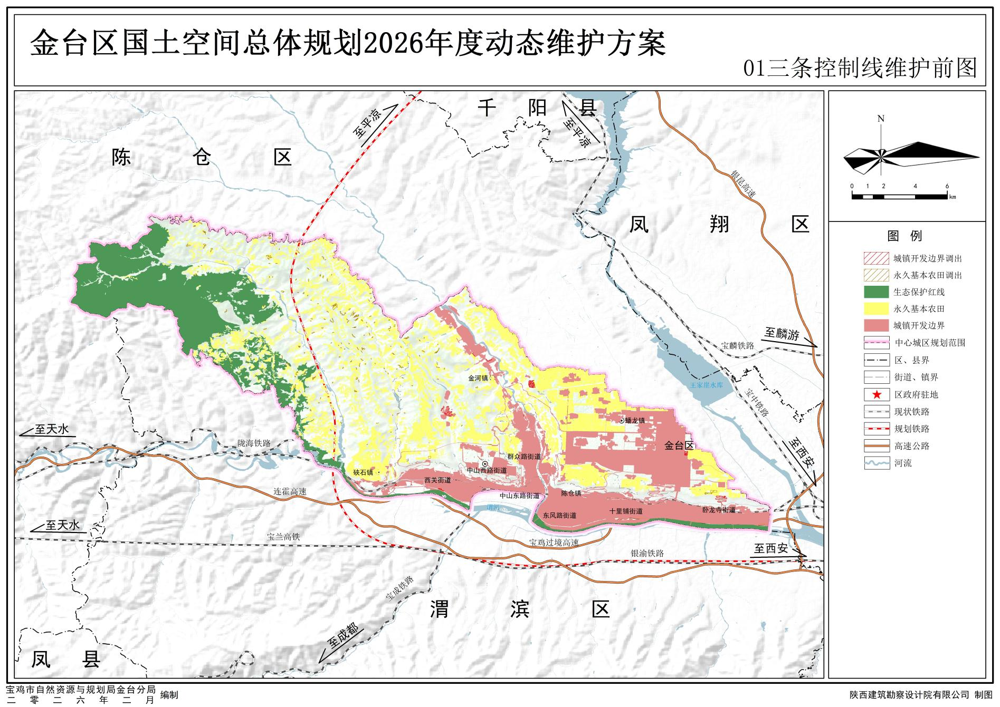 金台区国土空间总体规划2026年度动态维护方案
01三条控制线维护前图
千阳县
至平凉
至平凉
陈仓区
银昆高速
凤翔区
至麟游
宝麟铁路
王家崖水库
宝中铁路
金河镇
蟠龙镇
金台区
至西安
至天水
陇海铁路
群众路街道
硖石镇
中山西路街道
西关街道
连霍高速
中山东路街道
陈仓镇
渭河
东风路街道
十里铺街道
卧龙寺街道
至天水
宝兰高铁
宝鸡过境高速
银渝铁路
至西安
宝成铁路
渭滨区
至成都
凤县
N
0 1 2 4 6
km
图例
城镇开发边界调出
永久基本农田调出
生态保护红线
永久基本农田
城镇开发边界
中心城区规划范围
区、县界
街道、镇界
区政府驻地
现状铁路
规划铁路
高速公路
河流
宝鸡市自然资源与规划局金台分局
二零二六年二月
编制
陕西建筑勘察设计院有限公司 制图